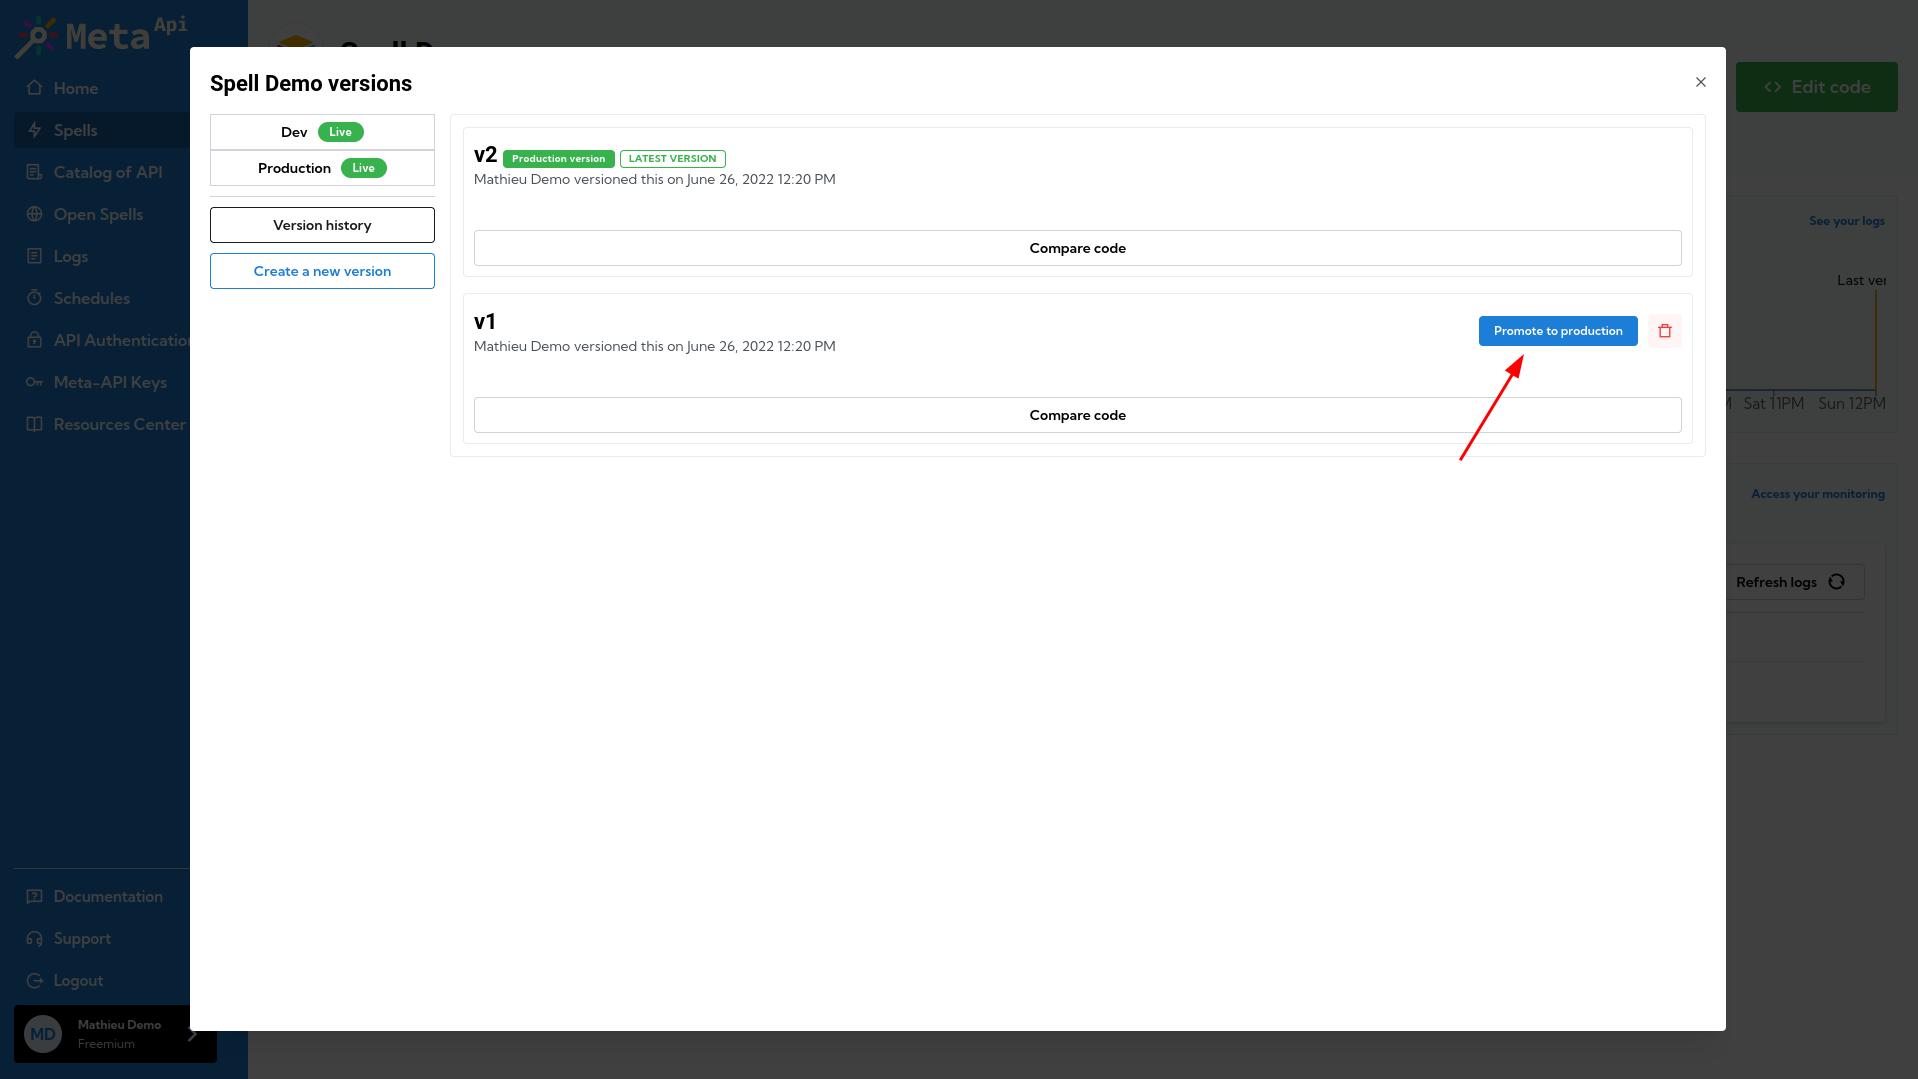 Meta Api
Home
Spells
Catalog of API
Open Spells
Logs
Schedules
API Authentication
Meta-API Keys
Resources Center
Documentation
Support
Logout
MD
Mathieu Demo
Freemium
Spell Demo versions
Dev Live
Production Live
Version history
Create a new version
v2 Production version LATEST VERSION
Mathieu Demo versioned this on June 26, 2022 12:20 PM
Compare code
v1
Mathieu Demo versioned this on June 26, 2022 12:20 PM
Promote to production
Compare code
Edit code
See your logs
Last ver
Sat 11PM Sun 12PM
Access your monitoring
Refresh logs